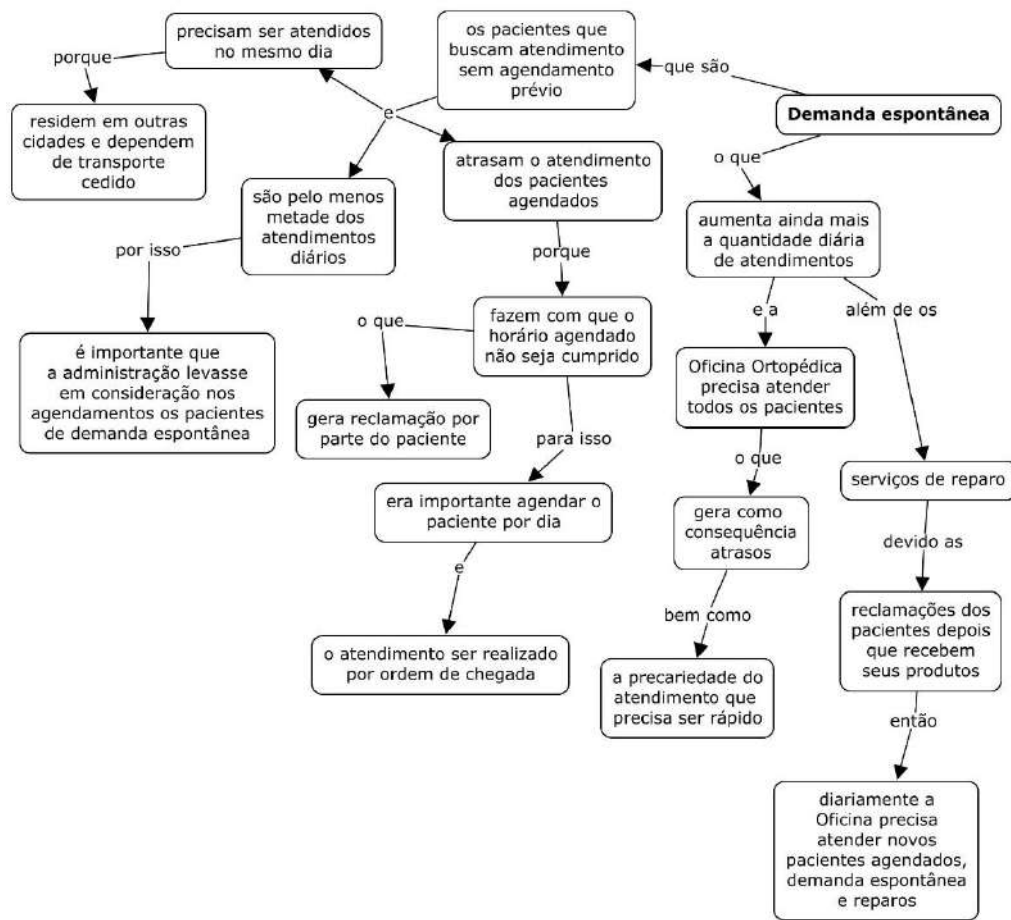 precisam ser atendidos
no mesmo dia
os pacientes que
buscam atendimento
sem agendamento
prévio
porque
que são
Demanda espontânea
residem em outras
cidades e dependem
de transporte
cedido
e
atrasam o atendimento
dos pacientes
agendados
o que
são pelo menos
metade dos
atendimentos
diários
aumenta ainda mais
a quantidade diária
de atendimentos
por isso
porque
e a
além de os
o que
fazem com que o
horário agendado
não seja cumprido
é importante que
a administração levasse
em consideração nos
agendamentos os pacientes
de demanda espontânea
Oficina Ortopédica
precisa atender
todos os pacientes
gera reclamação por
parte do paciente
para isso
o que
serviços de reparo
era importante agendar o
paciente por dia
gera como
consequência
atrasos
devido as
e
bem como
reclamações dos
pacientes depois
que recebem
seus produtos
o atendimento ser realizado
por ordem de chegada
a precariedade do
atendimento que
precisa ser rápido
então
diariamente a
Oficina precisa
atender novos
pacientes agendados,
demanda espontânea
e reparos